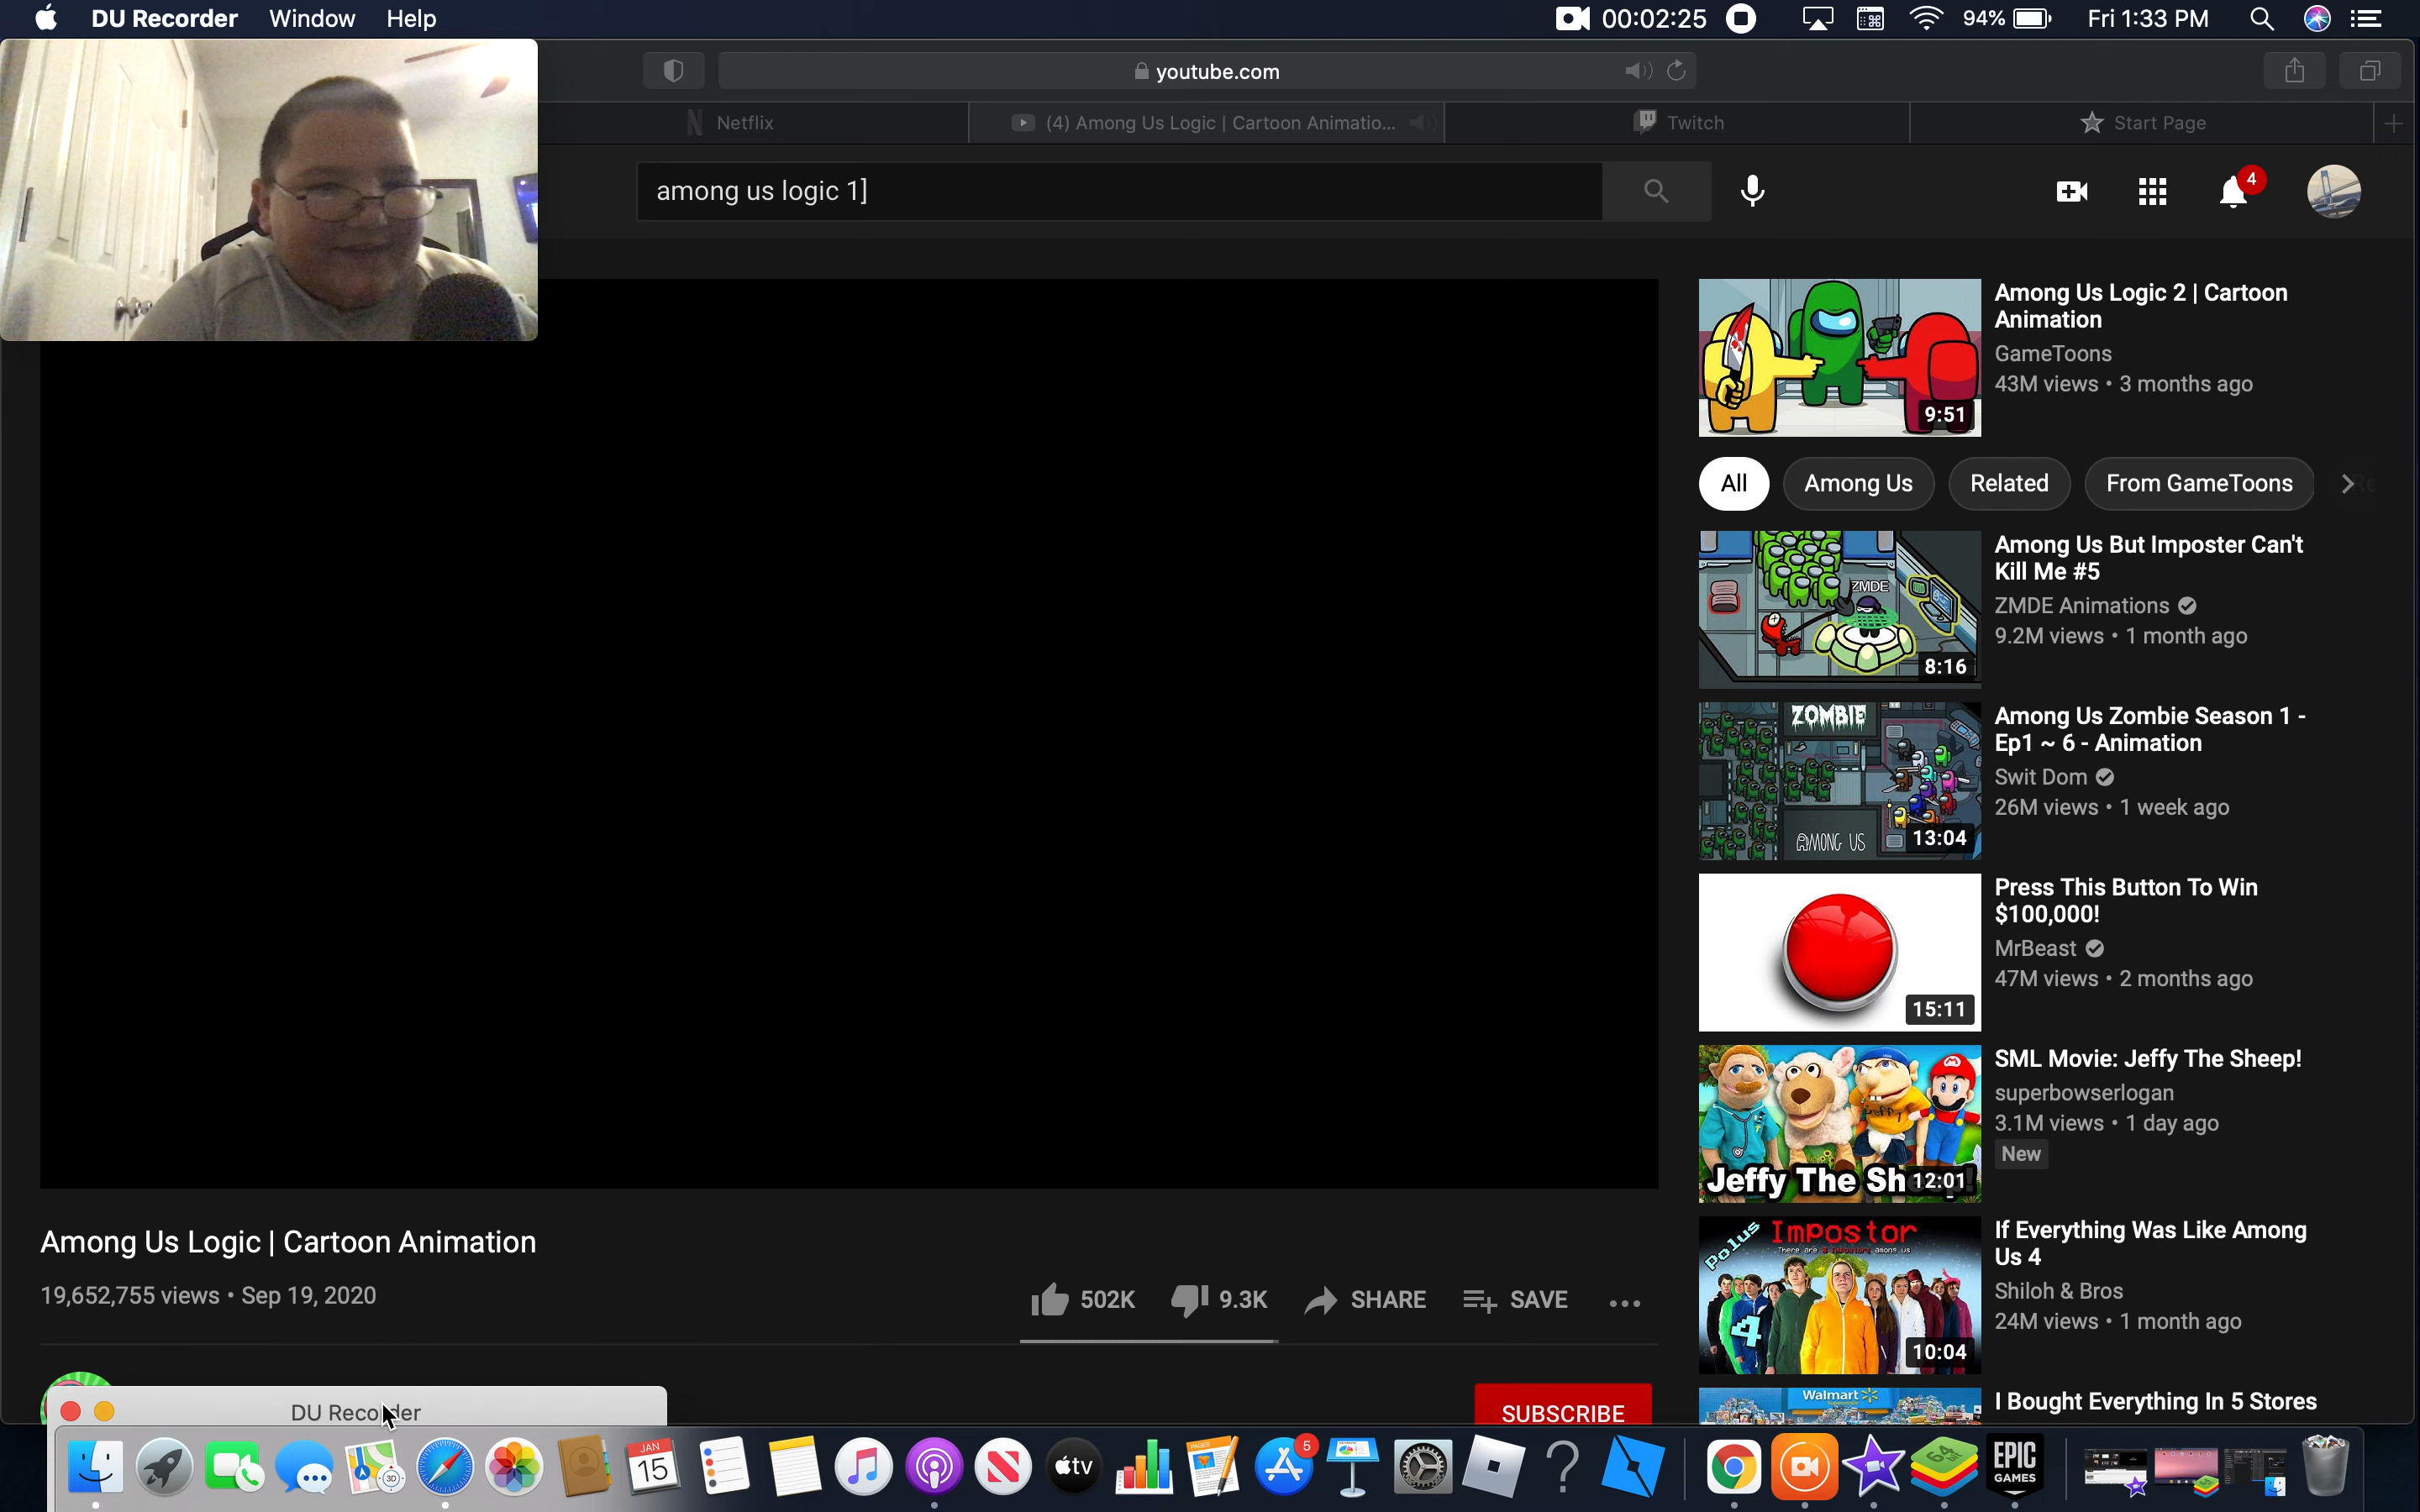 DU Recorder Window Help 00:02:25 94% Fri 1:33 PM
youtube.com
Netflix (4) Among Us Logic | Cartoon Animatio... Twitch Start Page
among us logic 1]
4
Among Us Logic 2 | Cartoon
Animation
GameToons
43M views • 3 months ago
9:51
All Among Us Related From GameToons
Among Us But Imposter Can't
Kill Me #5
ZMDE Animations
9.2M views • 1 month ago
ZMDE
8:16
Among Us Zombie Season 1 -
Ep1 ~ 6 - Animation
Swit Dom
26M views • 1 week ago
ZOMBIE
AMONG US
13:04
Press This Button To Win
$100,000!
MrBeast
47M views • 2 months ago
15:11
SML Movie: Jeffy The Sheep!
superbowserlogan
3.1M views • 1 day ago
New
Jeffy The Sh
12:01
If Everything Was Like Among
Us 4
Shiloh & Bros
24M views • 1 month ago
Polus Impostor
4
10:04
Walmart
I Bought Everything In 5 Stores
Among Us Logic | Cartoon Animation
19,652,755 views • Sep 19, 2020
502K 9.3K SHARE SAVE
SUBSCRIBE
DU Recorder
3D
JAN
15
tv
PAGES
5
64 bit
EPIC
GAMES